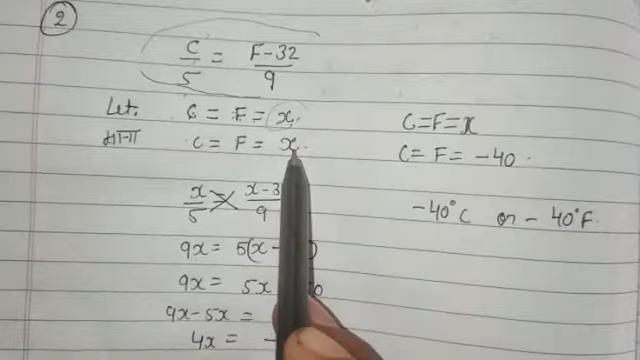 2
C/5 = F-32/9
Let. C = F = x.
माना C = F = x.
x/5 x-3 /9
9x = 5(x - )
9x = 5x 0
9x-5x =
4x = -
C=F=x
C= F= -40.
-40°C or - 40°F.